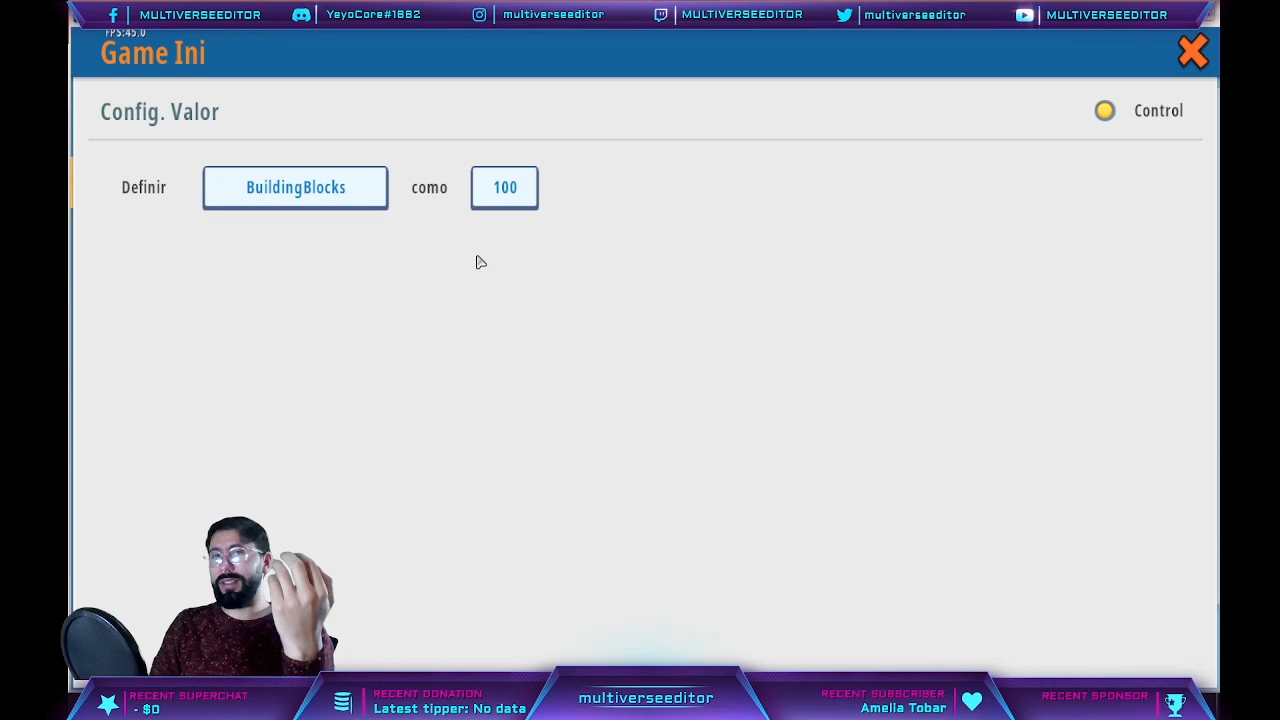 MULTIVERSEEDITOR
YeyoCore#1662
multiverseeditor
MULTIVERSEEDITOR
multiverseeditor
MULTIVERSEEDITOR
FPS:45.0
Game Ini
Config. Valor
Control
Definir BuildingBlocks como 100
RECENT SUPERCHAT
- $0
RECENT DONATION
Latest tipper: No data
multiverseeditor
RECENT SUBSCRIBER
Amelia Tobar
RECENT SPONSOR